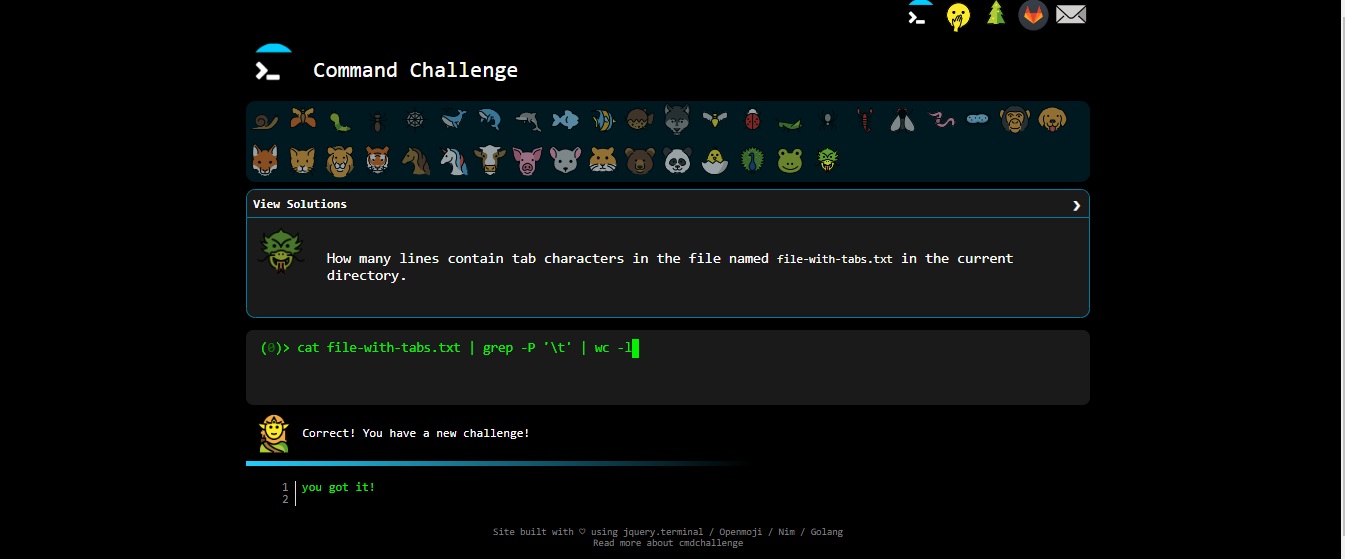 Command Challenge
View Solutions
How many lines contain tab characters in the file named file-with-tabs.txt in the current
directory.
(0)> cat file-with-tabs.txt | grep -P '\t' | wc -l
Correct! You have a new challenge!
1 you got it!
2
Site built with ♡ using jquery.terminal / Openmoji / Nim / Golang
Read more about cmdchallenge